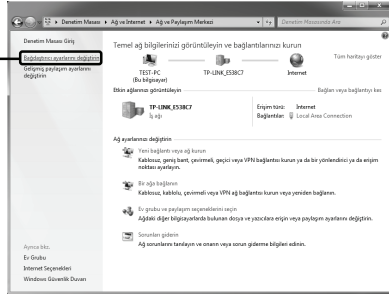 Denetim Masası
Ağ ve Internet
Ağ ve Paylaşım Merkezi
Denetim Masasında Ara
Denetim Masası Giriş
Bağdaştırıcı ayarlarını değiştirin
Gelişmiş paylaşım ayarlarını
değiştirin
Temel ağ bilgilerinizi görüntüleyin ve bağlantılarınızı kurun
Tüm haritayı göster
TEST-PC
TP-LINK_E538C7
Internet
(Bu bilgisayar)
Etkin ağlarınızı görüntüleyin
Bağlan veya bağlantıyı kes
TP-LINK_E538C7
İş ağı
Erişim türü: Internet
Bağlantılar: Local Area Connection
Ağ ayarlarınızı değiştirin
Yeni bağlantı veya ağ kurun
Kablosuz, geniş bant, çevirmeli, geçici veya VPN bağlantısı kurun ya da bir yönlendirici ya da erişim
noktası ayarlayın.
Bir ağa bağlanın
Kablosuz, kablolu, çevirmeli veya VPN ağ bağlantısı kurun veya yeniden bağlanın.
Ev grubu ve paylaşım seçeneklerini seçin
Ağdaki diğer bilgisayarlarda bulunan dosya ve yazıcılara erişin veya paylaşım ayarlarını değiştirin.
Sorunları giderin
Ağ sorunlarını tanılayın ve onarın veya sorun giderme bilgileri edinin.
Ayrıca bkz.
Ev Grubu
Internet Seçenekleri
Windows Güvenlik Duvarı